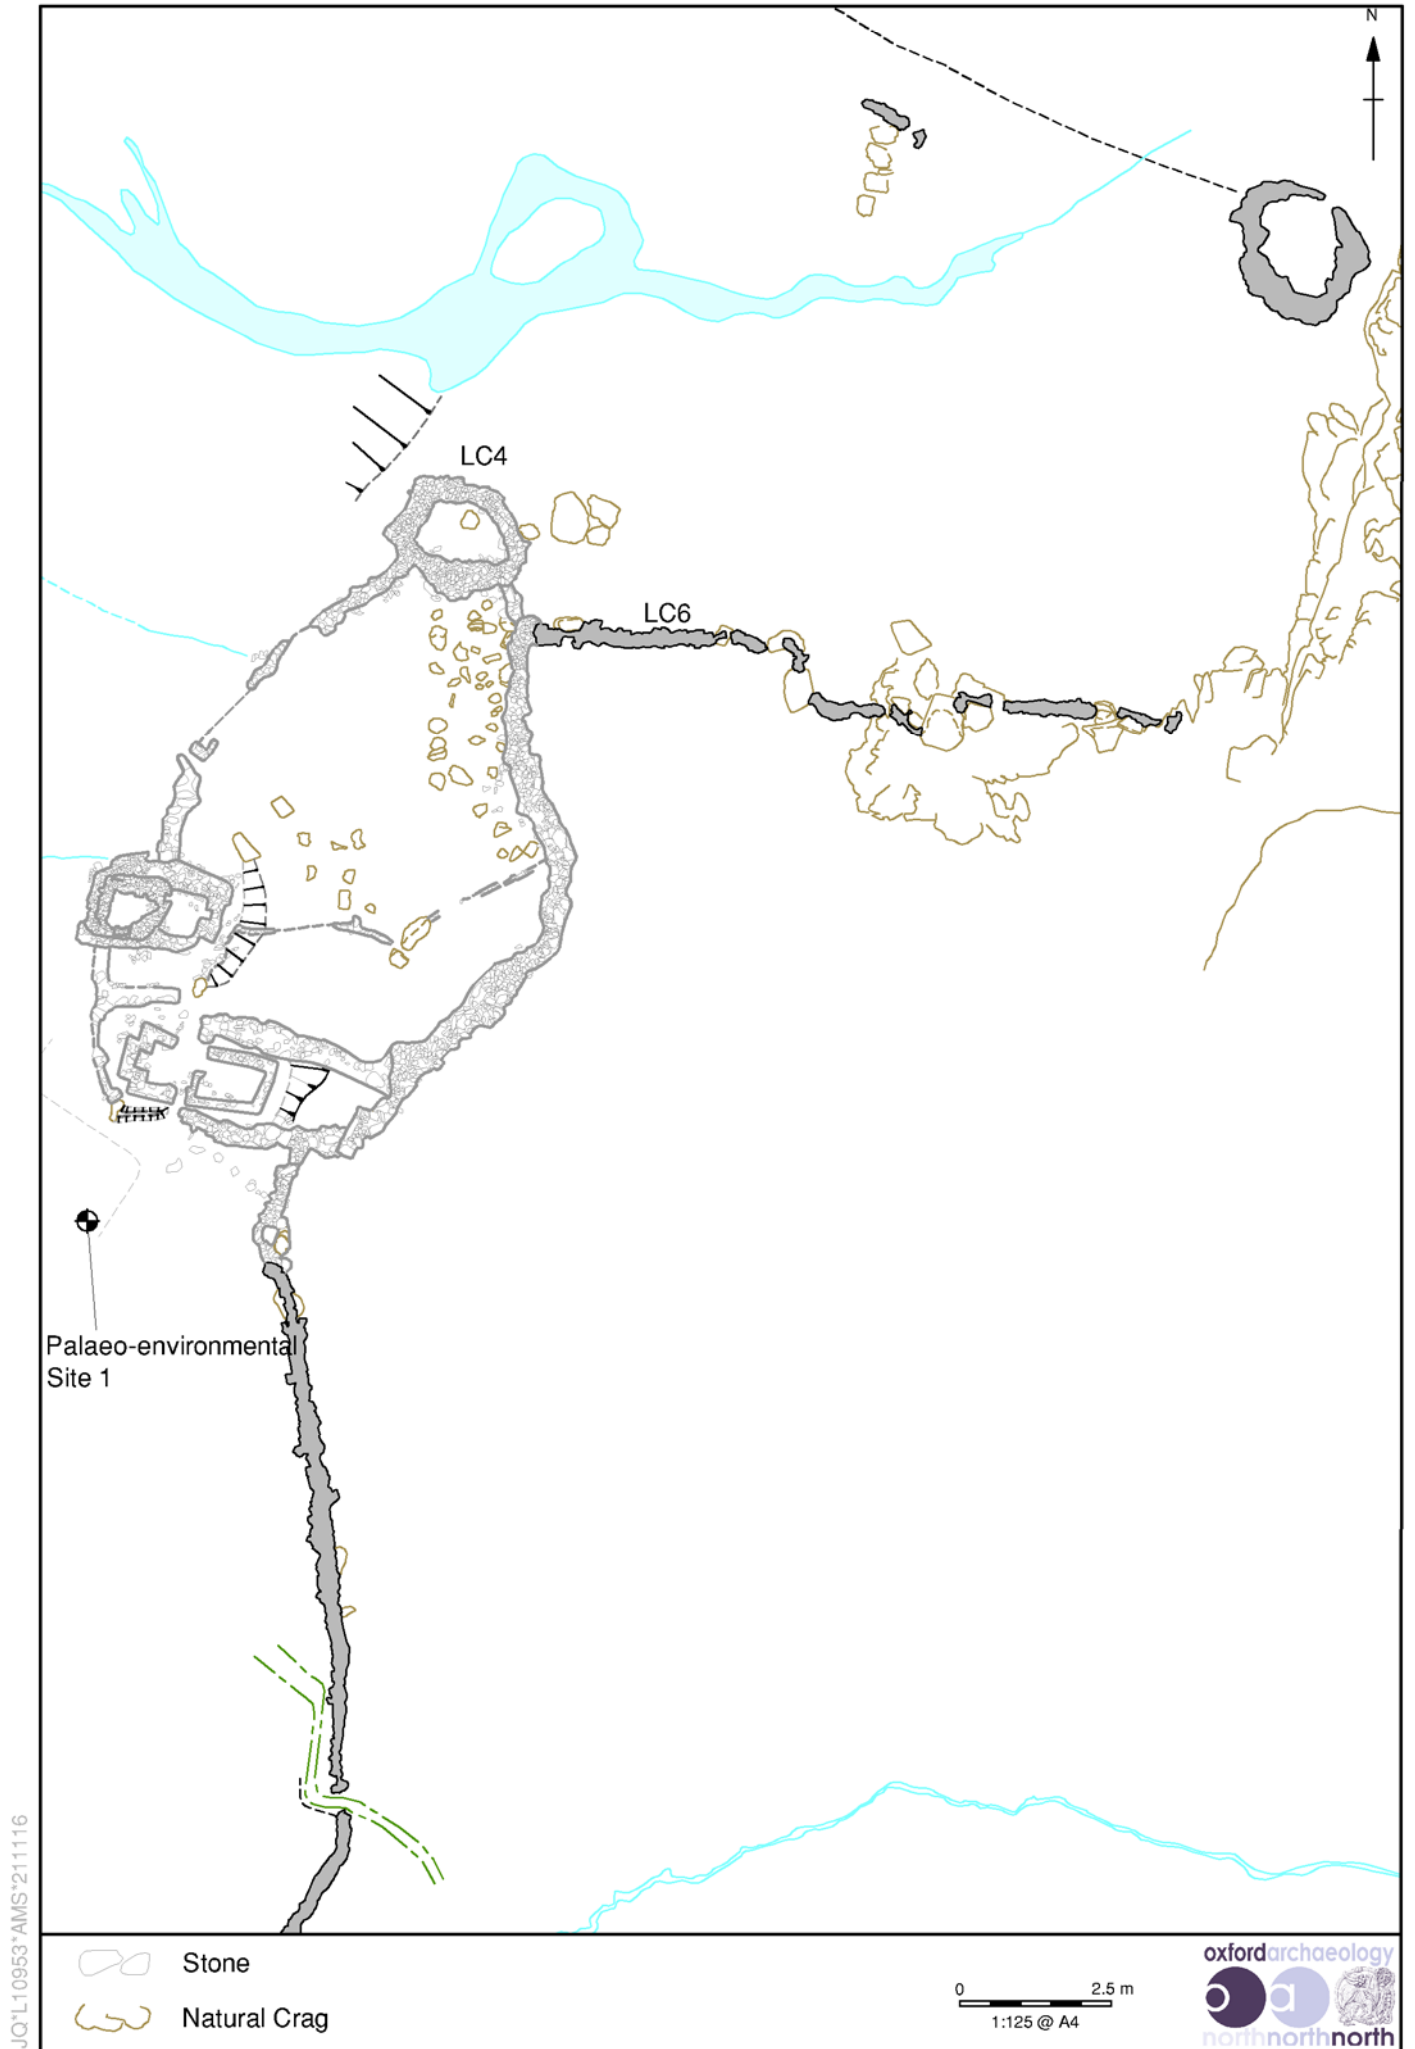 N
LC4
LC6
Palaeo-environmental
Site 1
JQ*L10953*AMS*211116
Stone
Natural Crag
0 2.5 m
1:125 @ A4
oxfordarchaeology
o a
northnorthnorth